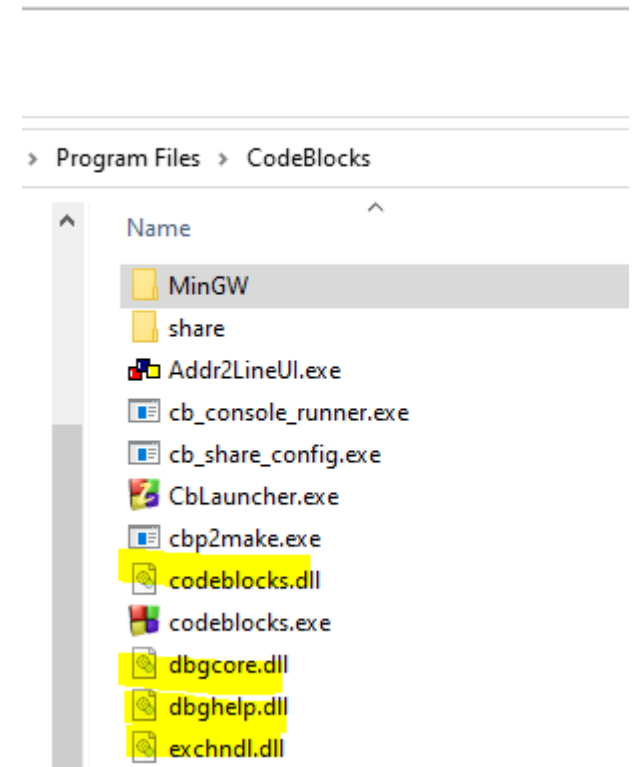 > Program Files > CodeBlocks
Name
MinGW
share
Addr2LineUI.exe
cb_console_runner.exe
cb_share_config.exe
CbLauncher.exe
cbp2make.exe
codeblocks.dll
codeblocks.exe
dbgcore.dll
dbghelp.dll
exchndl.dll